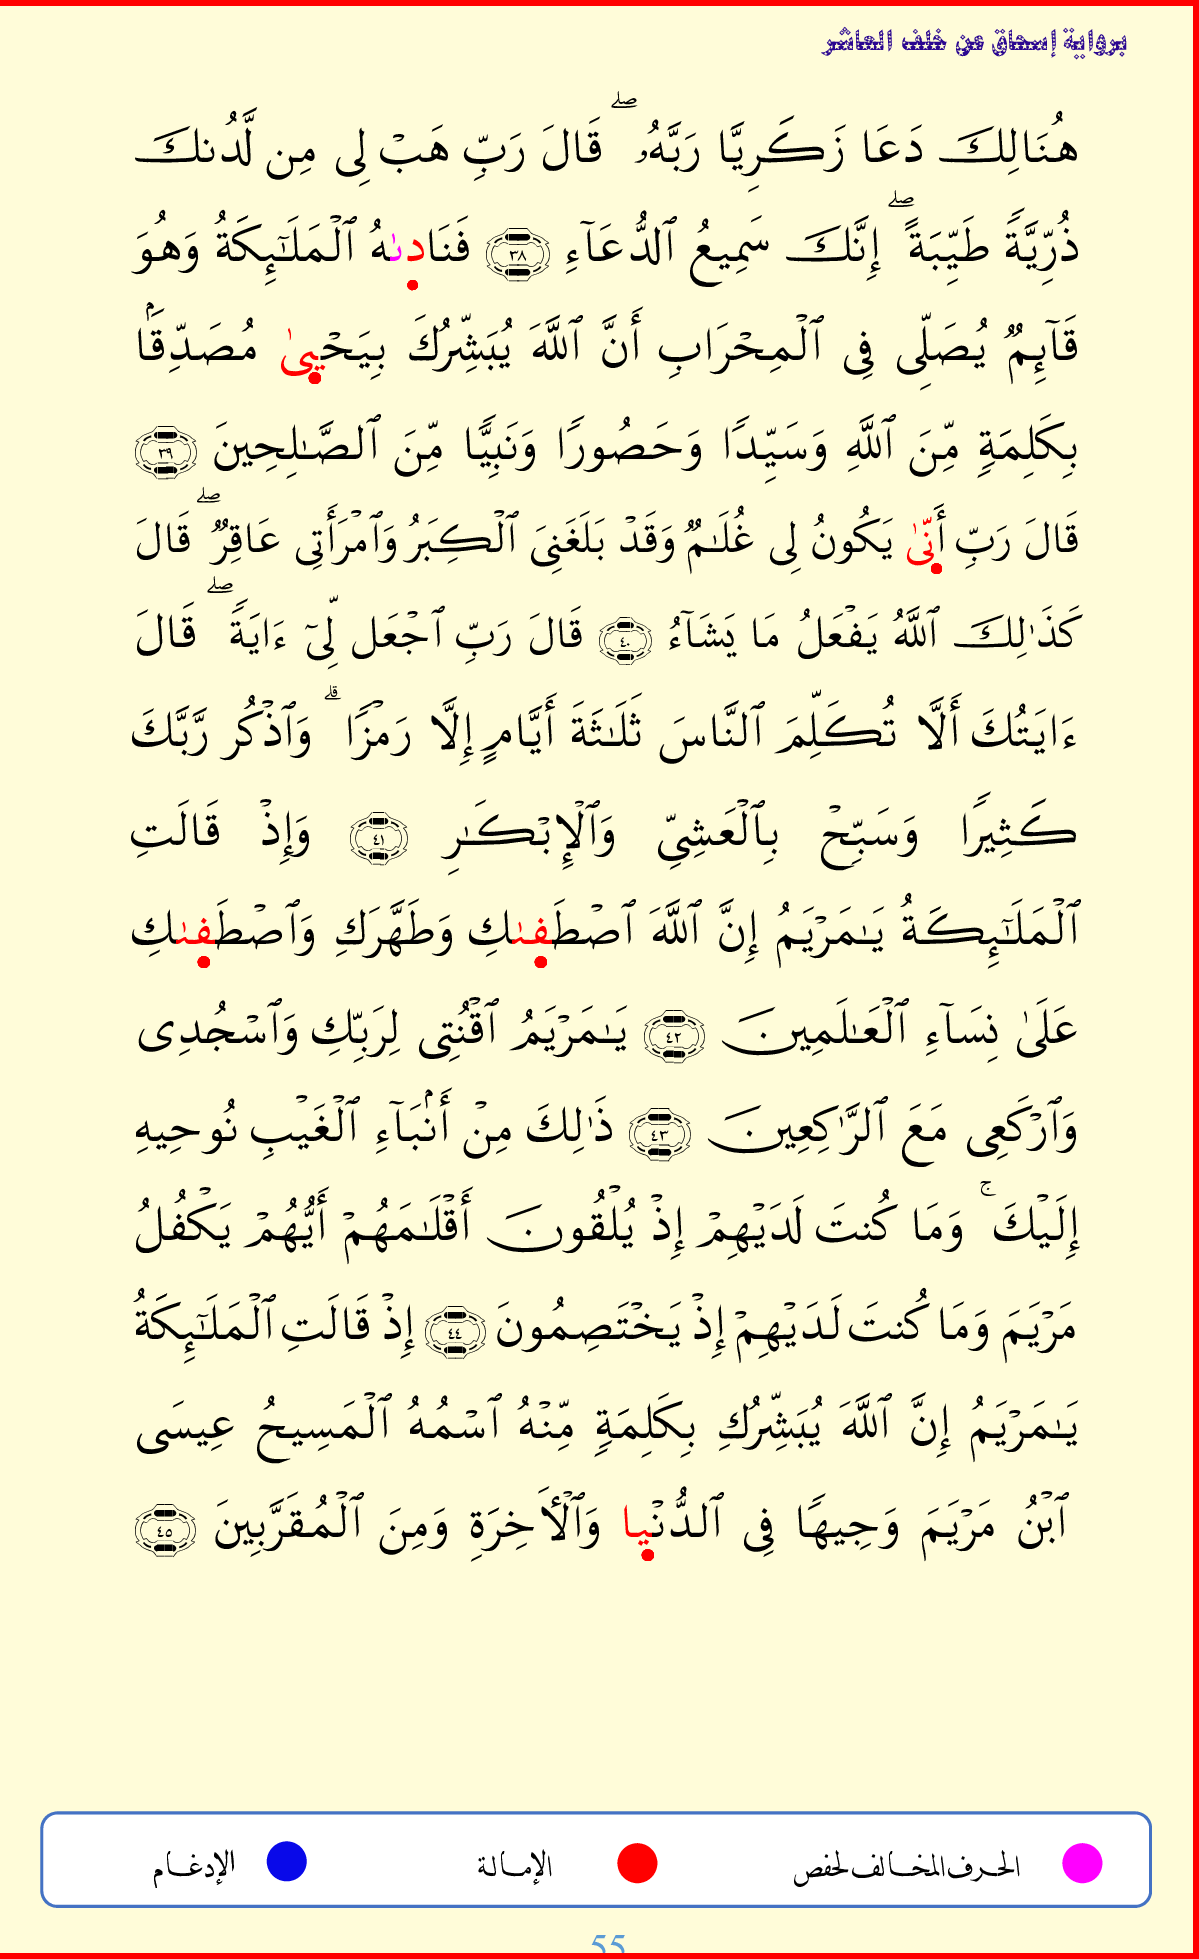 برواية إسحاق عن خلف العاشر
هُنَالِكَ دَعَا زَكَرِيَّا رَبَّهُۥ ۖ قَالَ رَبِّ هَبْ لِى مِن لَّدُنكَ
ذُرِّيَّةً طَيِّبَةً ۖ إِنَّكَ سَمِيعُ ٱلدُّعَآءِ ٣٨ فَنَادىٰهُ ٱلْمَلَـٰٓئِكَةُ وَهُوَ
قَآئِمٌ يُصَلِّى فِى ٱلْمِحْرَابِ أَنَّ ٱللَّهَ يُبَشِّرُكَ بِيَحْيىٰ مُصَدِّقًۢا
بِكَلِمَةٍ مِّنَ ٱللَّهِ وَسَيِّدًا وَحَصُورًا وَنَبِيًّا مِّنَ ٱلصَّـٰلِحِينَ ٣٩
قَالَ رَبِّ أَنِّىٰ يَكُونُ لِى غُلَـٰمٌ وَقَدْ بَلَغَنِىَ ٱلْكِبَرُ وَٱمْرَأَتِى عَاقِرٌ ۖ قَالَ
كَذَٰلِكَ ٱللَّهُ يَفْعَلُ مَا يَشَآءُ ٤٠ قَالَ رَبِّ ٱجْعَل لِّىٓ ءَايَةً ۖ قَالَ
ءَايَتُكَ أَلَّا تُكَلِّمَ ٱلنَّاسَ ثَلَـٰثَةَ أَيَّامٍ إِلَّا رَمْزًا ۗ وَٱذْكُر رَّبَّكَ
كَثِيرًا وَسَبِّحْ بِٱلْعَشِىِّ وَٱلْإِبْكَـٰرِ ٤١ وَإِذْ قَالَتِ
ٱلْمَلَـٰٓئِكَةُ يَـٰمَرْيَمُ إِنَّ ٱللَّهَ ٱصْطَفىٰكِ وَطَهَّرَكِ وَٱصْطَفىٰكِ
عَلَىٰ نِسَآءِ ٱلْعَـٰلَمِينَ ٤٢ يَـٰمَرْيَمُ ٱقْنُتِى لِرَبِّكِ وَٱسْجُدِى
وَٱرْكَعِى مَعَ ٱلرَّٰكِعِينَ ٤٣ ذَٰلِكَ مِنْ أَنۢبَآءِ ٱلْغَيْبِ نُوحِيهِ
إِلَيْكَ ۚ وَمَا كُنتَ لَدَيْهِمْ إِذْ يُلْقُونَ أَقْلَـٰمَهُمْ أَيُّهُمْ يَكْفُلُ
مَرْيَمَ وَمَا كُنتَ لَدَيْهِمْ إِذْ يَخْتَصِمُونَ ٤٤ إِذْ قَالَتِ ٱلْمَلَـٰٓئِكَةُ
يَـٰمَرْيَمُ إِنَّ ٱللَّهَ يُبَشِّرُكِ بِكَلِمَةٍ مِّنْهُ ٱسْمُهُ ٱلْمَسِيحُ عِيسَى
ٱبْنُ مَرْيَمَ وَجِيهًا فِى ٱلدُّنْيِا وَٱلْأَخِرَةِ وَمِنَ ٱلْمُقَرَّبِينَ ٤٥
الحرف المخالف لحفص الإمالة الإدغام
55